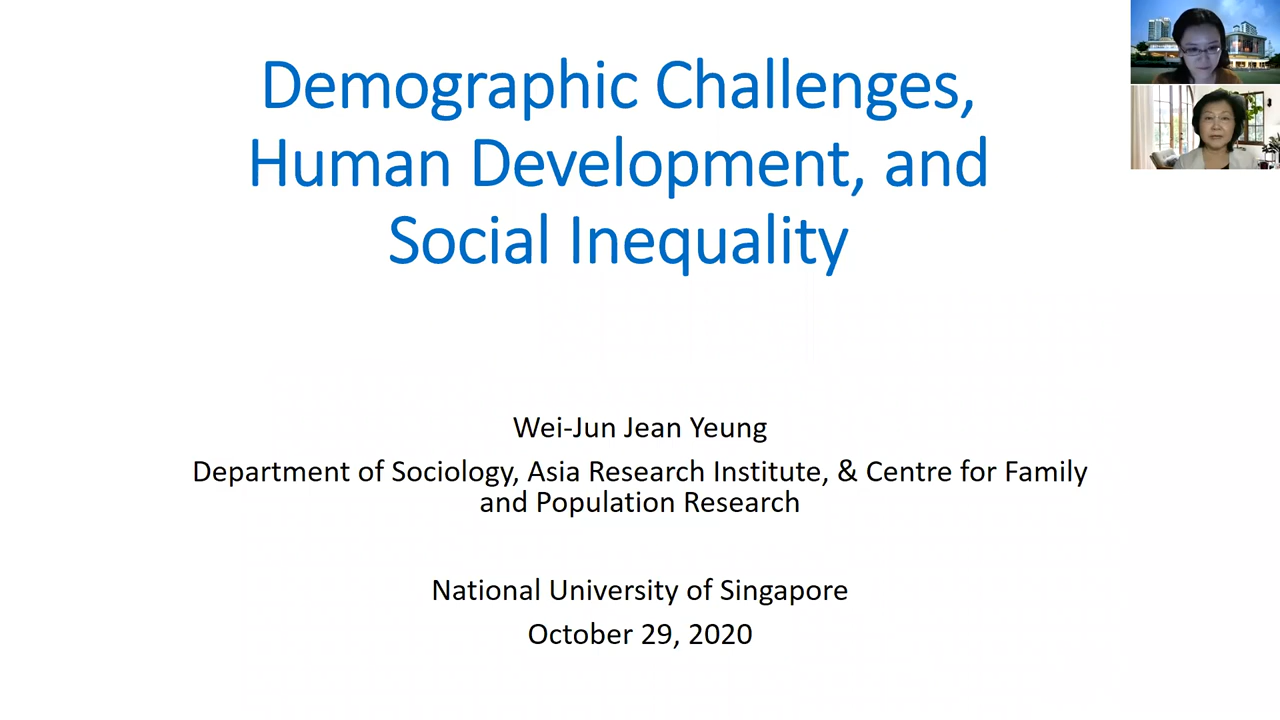 Demographic Challenges,
Human Development, and
Social Inequality
Wei-Jun Jean Yeung
Department of Sociology, Asia Research Institute, & Centre for Family
and Population Research
National University of Singapore
October 29, 2020